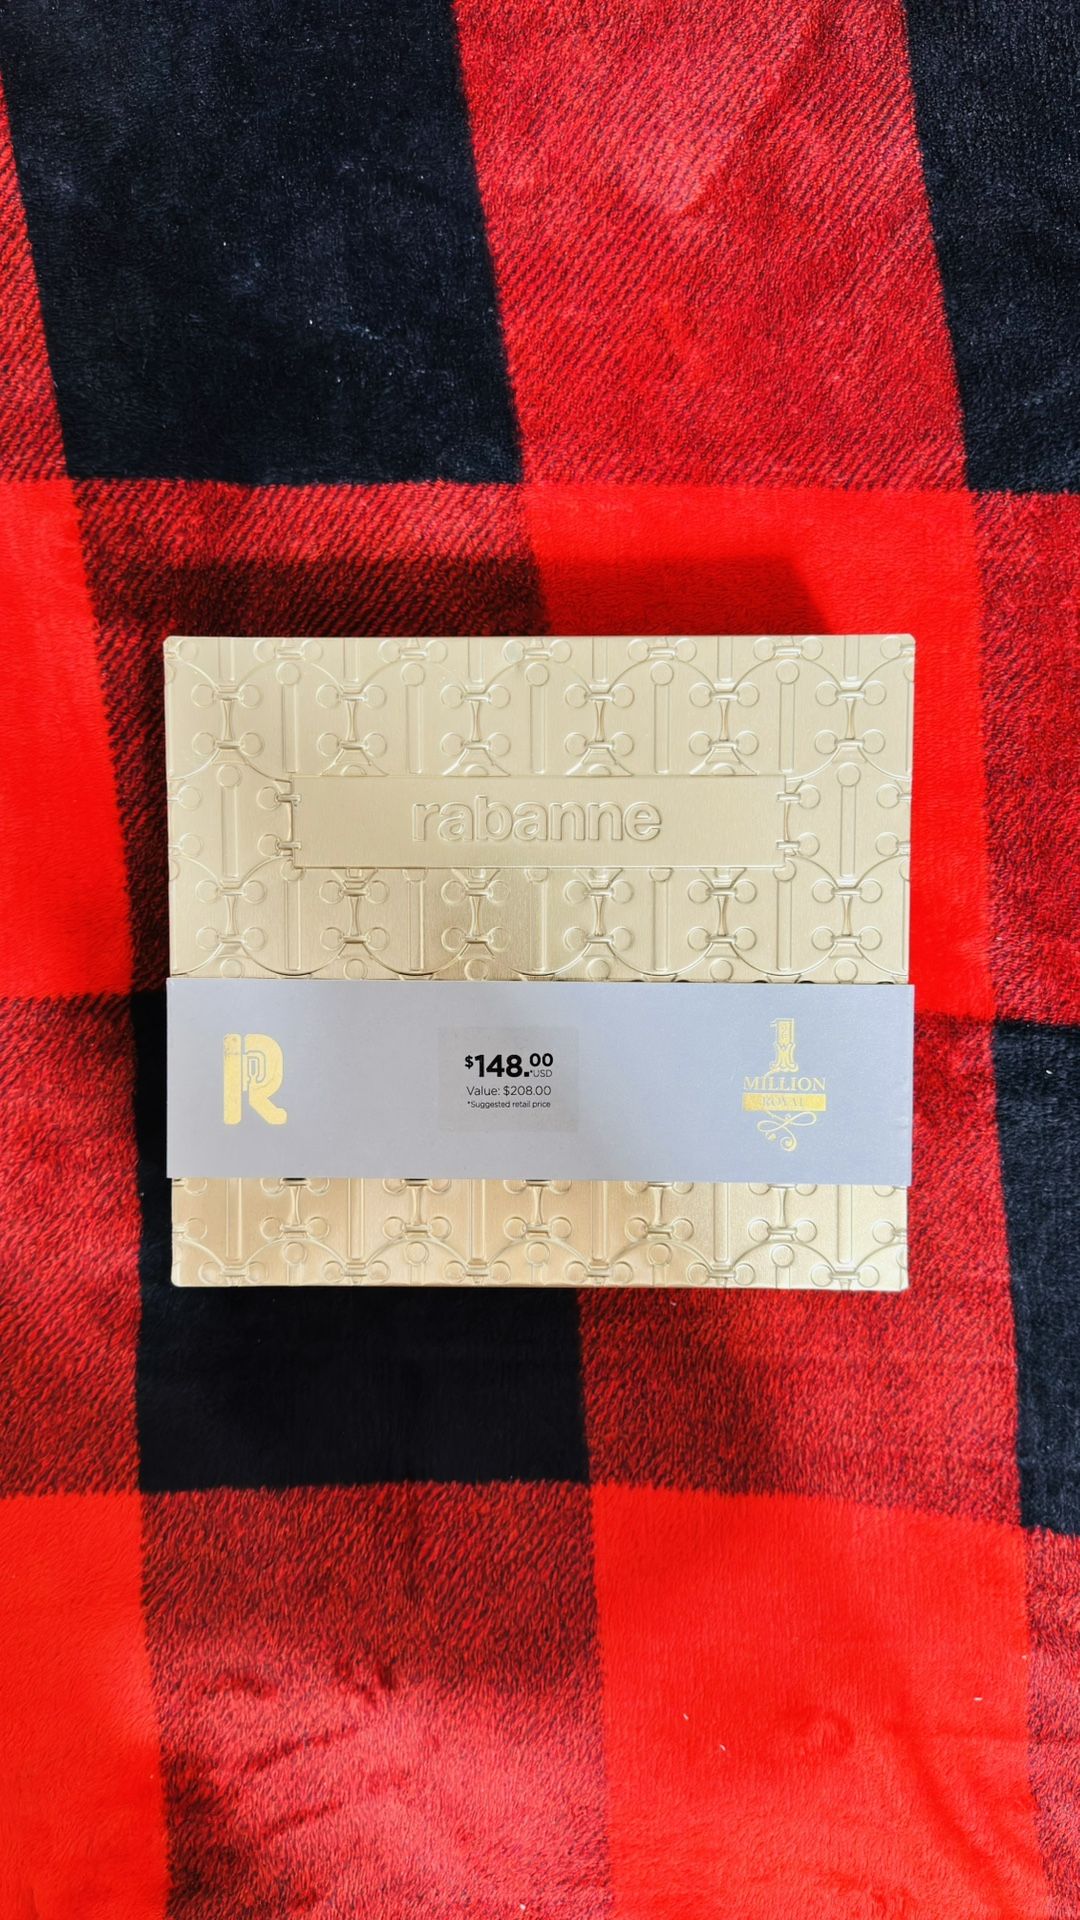 rabanne
R
$148.00
*USD
Value: $208.00
*Suggested retail price
1
MILLION
ROYAL